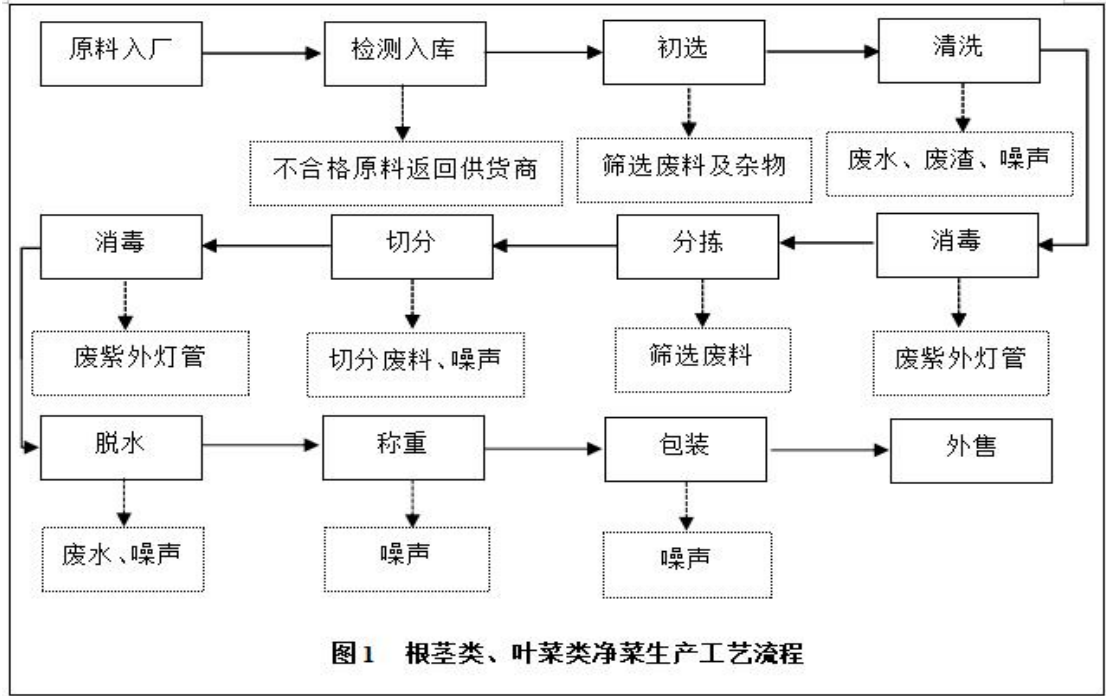 原料入厂
检测入库
初选
清洗
不合格原料返回供货商
筛选废料及杂物
废水、废渣、噪声
消毒
切分
分拣
消毒
废紫外灯管
切分废料、噪声
筛选废料
废紫外灯管
脱水
称重
包装
外售
废水、噪声
噪声
噪声
图1 根茎类、叶菜类净菜生产工艺流程